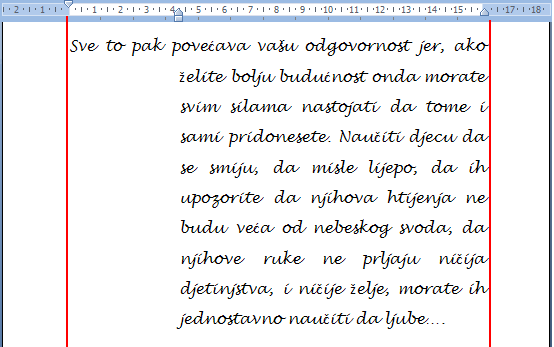 2 1 1 2 3 4 5 6 7 8 9 10 11 12 13 14 15 17 18
Sve to pak povećava vašu odgovornost jer, ako
želite bolju budućnost onda morate
svim silama nastojati da tome i
sami pridonesete. Naučiti djecu da
se smiju, da misle lijepo, da ih
upozorite da njihova htijenja ne
budu veća od nebeskog svoda, da
njihove ruke ne prljaju ničija
djetinjstva, i ničije želje, morate ih
jednostavno naučiti da ljube....